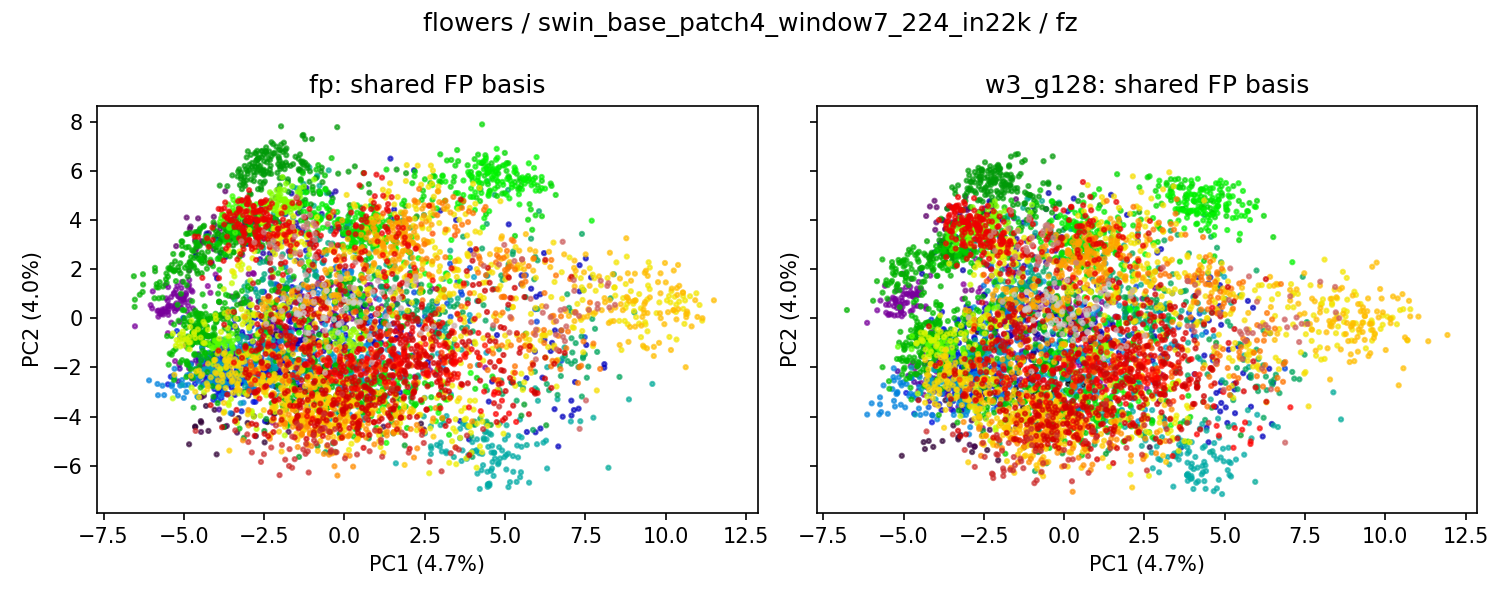 flowers / swin_base_patch4_window7_224_in22k / fz
fp: shared FP basis
w3_g128: shared FP basis
PC2 (4.0%)
8
6
4
2
0
−2
−4
−6
−7.5 −5.0 −2.5 0.0 2.5 5.0 7.5 10.0 12.5
PC1 (4.7%)
PC2 (4.0%)
−7.5 −5.0 −2.5 0.0 2.5 5.0 7.5 10.0 12.5
PC1 (4.7%)